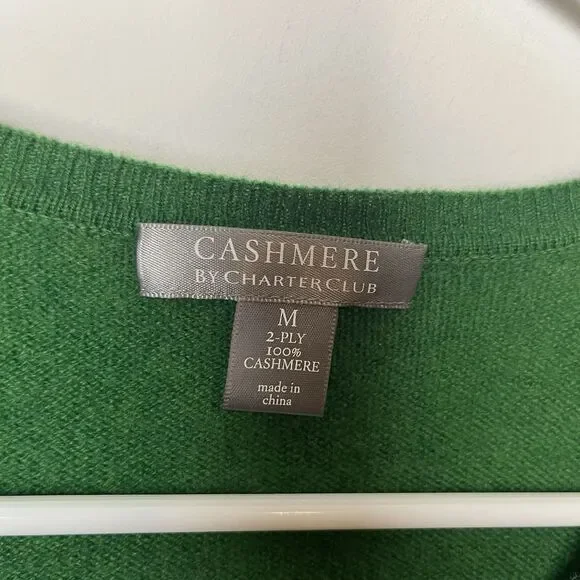 CASHMERE
BY CHARTER CLUB
M
2-PLY
100%
CASHMERE
made in
china